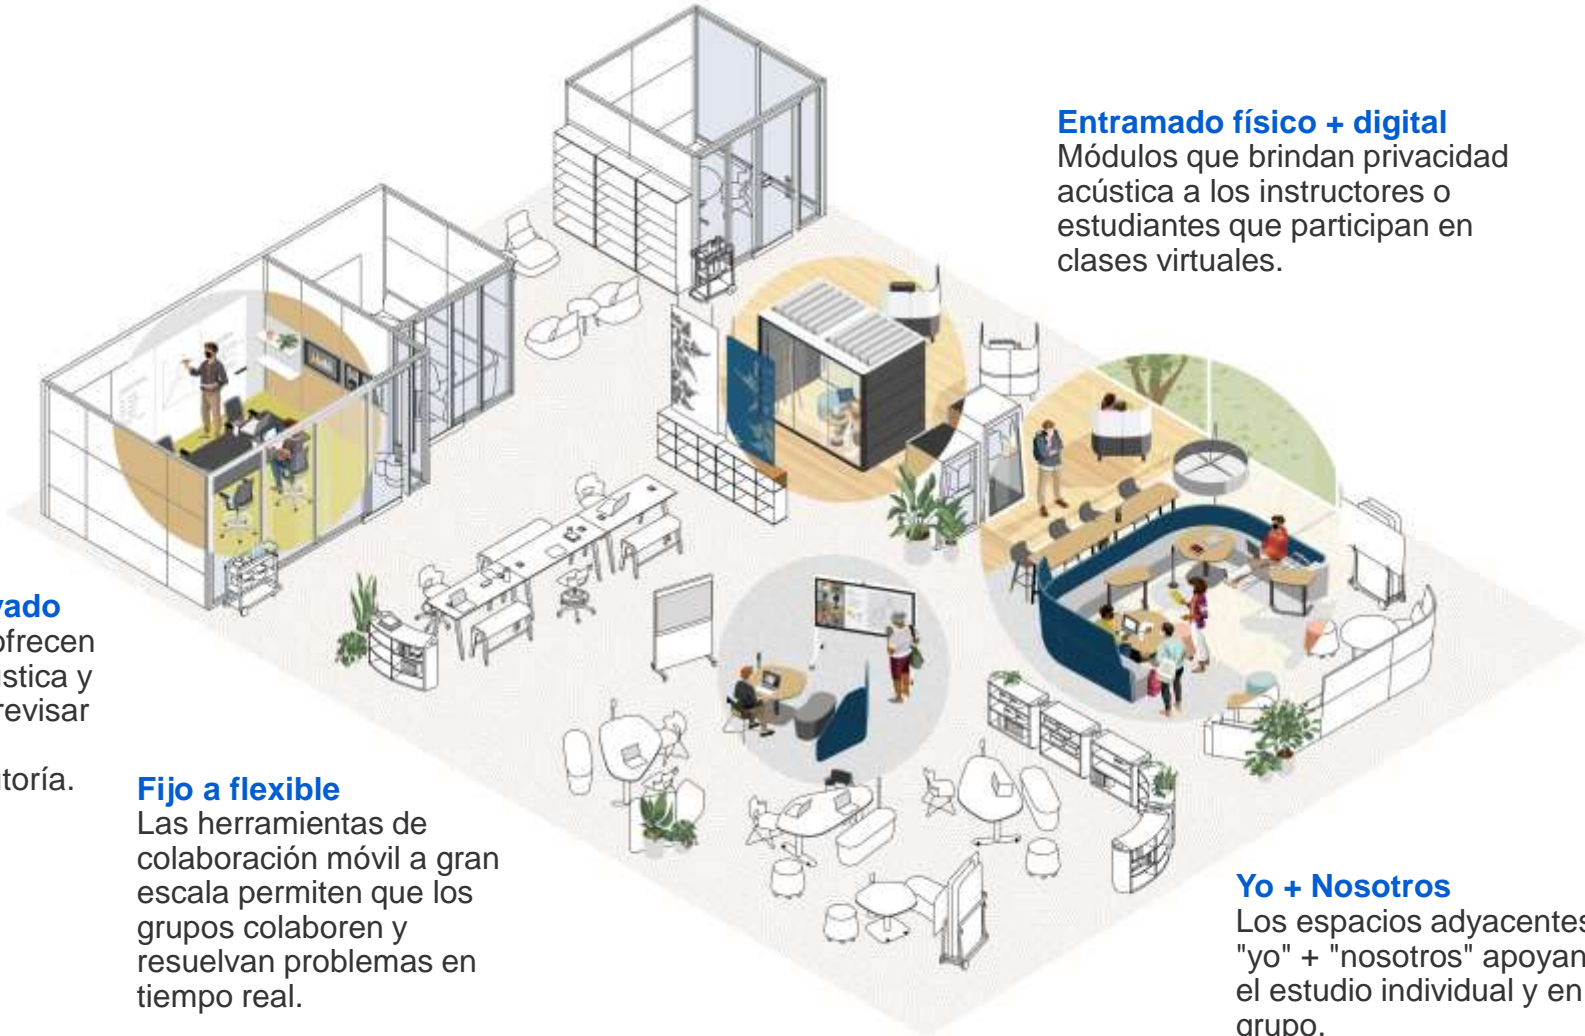 Entramado físico + digital
Módulos que brindan privacidad
acústica a los instructores o
estudiantes que participan en
clases virtuales.
vado
ofrecen
stica y
revisar
toría.
Fijo a flexible
Las herramientas de
colaboración móvil a gran
escala permiten que los
grupos colaboren y
resuelvan problemas en
tiempo real.
Yo + Nosotros
Los espacios adyacentes
"yo" + "nosotros" apoyan
el estudio individual y en
grupo.